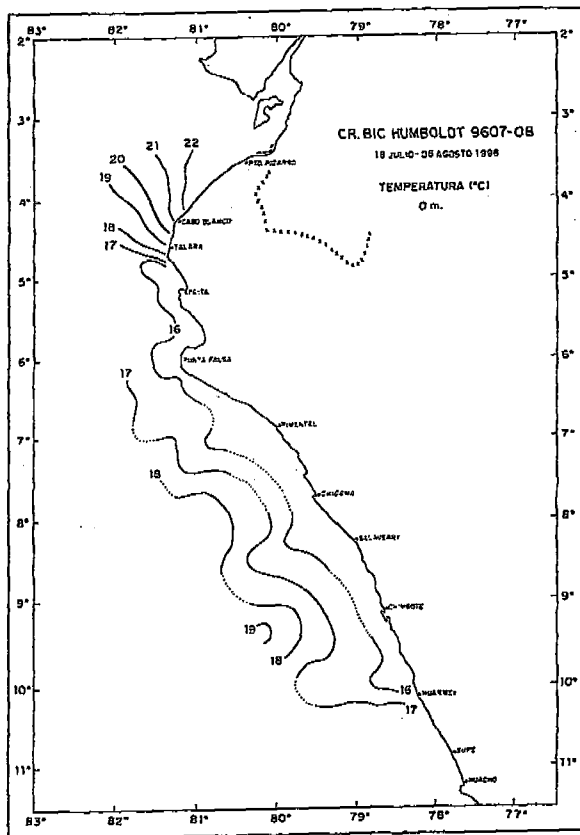 83° 82° 81° 80° 79° 78° 77°
2° 2°
CR. BIC HUMBOLDT 9607-08
18 JULIO-06 AGOSTO 1996
TEMPERATURA (°C)
0 m.
3° 3°
PTO. PIZARRO
21 22
20
19
4° 4°
CABO BLANCO
18
TALARA
17
5° 5°
PAITA
16
6° 6°
PUNTA FALSA
17
PIMENTEL
7° 7°
18
CHICAMA
8° 8°
SALAVERRY
9° 9°
CHIMBOTE
19
18
10° 10°
16
HUARMEY
17
SUPE
11° 11°
HUACHO
83° 82° 81° 80° 79° 78° 77°